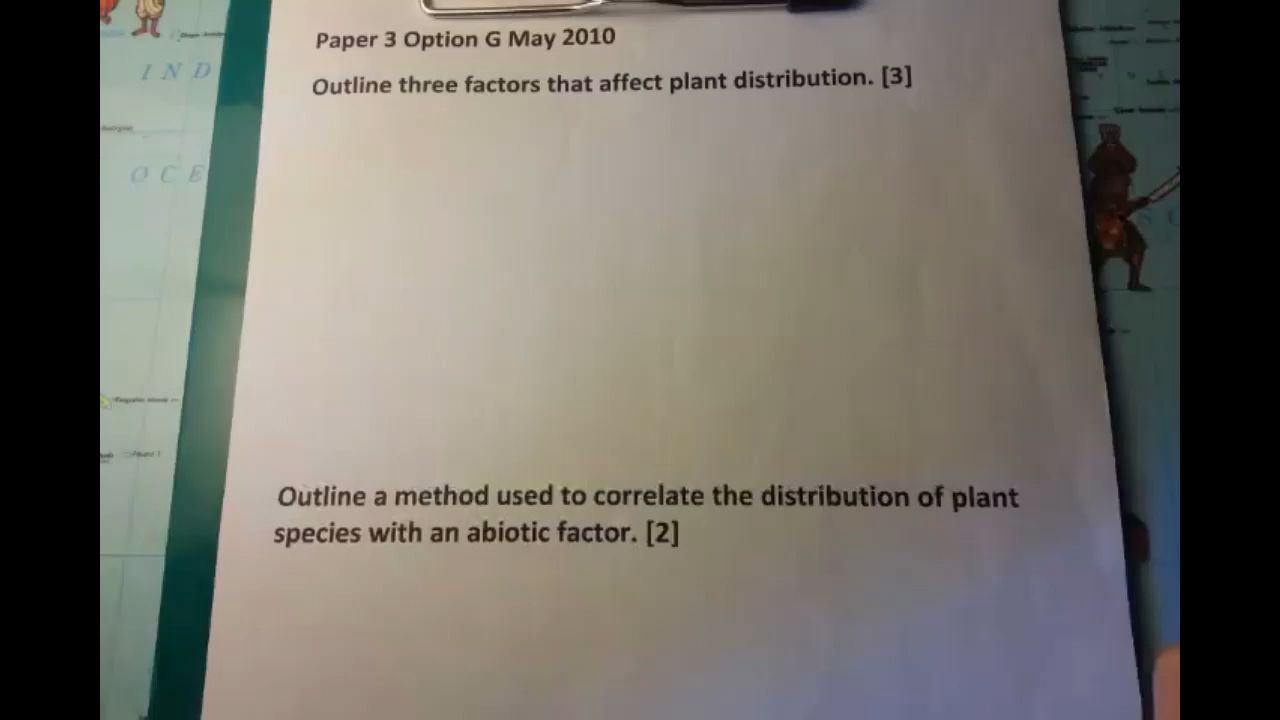 Paper 3 Option G May 2010
Outline three factors that affect plant distribution. [3]
I N D
O C E
Outline a method used to correlate the distribution of plant
species with an abiotic factor. [2]